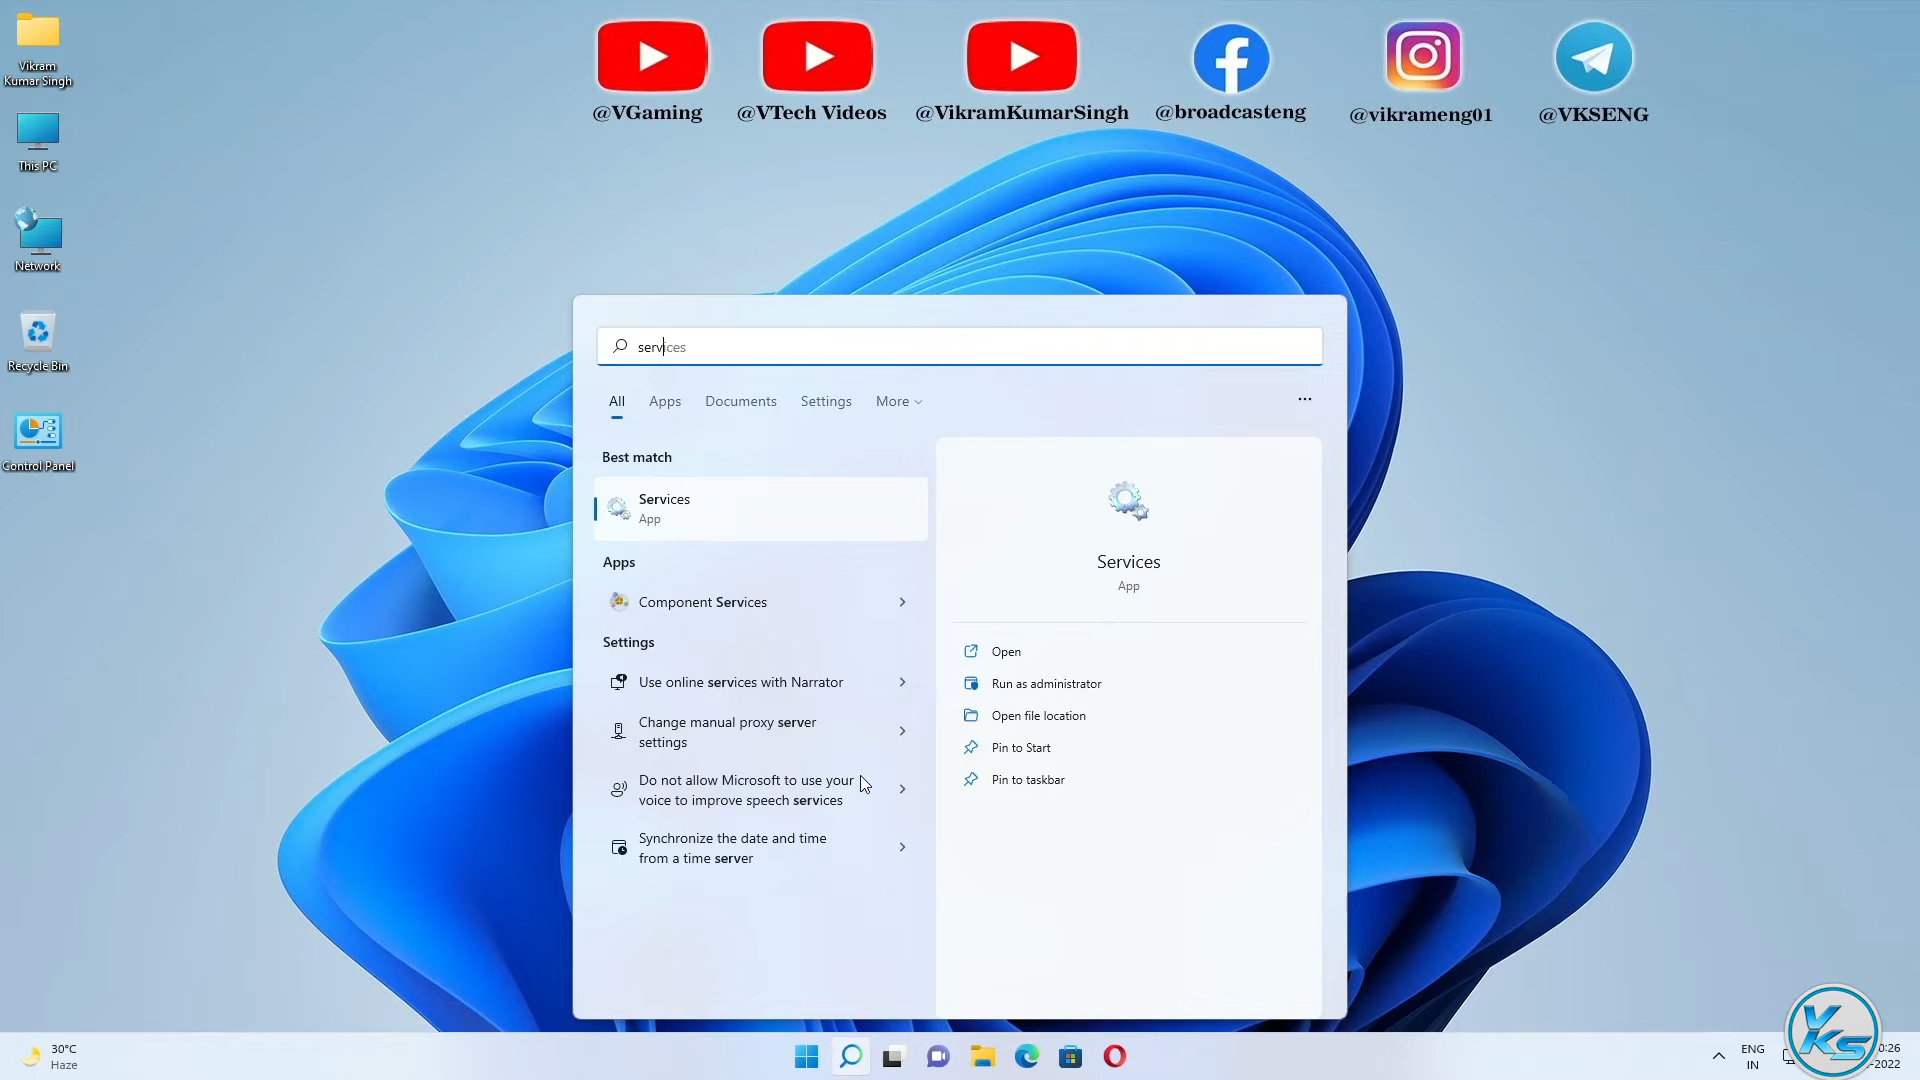 Vikram
Kumar Singh
This PC
Network
Recycle Bin
Control Panel
@VGaming
@VTech Videos
@VikramKumarSingh
@broadcasteng
@vikrameng01
@VKSENG
services
All
Apps
Documents
Settings
More
Best match
Services
App
Apps
Component Services
Settings
Use online services with Narrator
Change manual proxy server
settings
Do not allow Microsoft to use your
voice to improve speech services
Synchronize the date and time
from a time server
Services
App
Open
Run as administrator
Open file location
Pin to Start
Pin to taskbar
30°C
Haze
ENG
IN
0:26
-2022
VKS